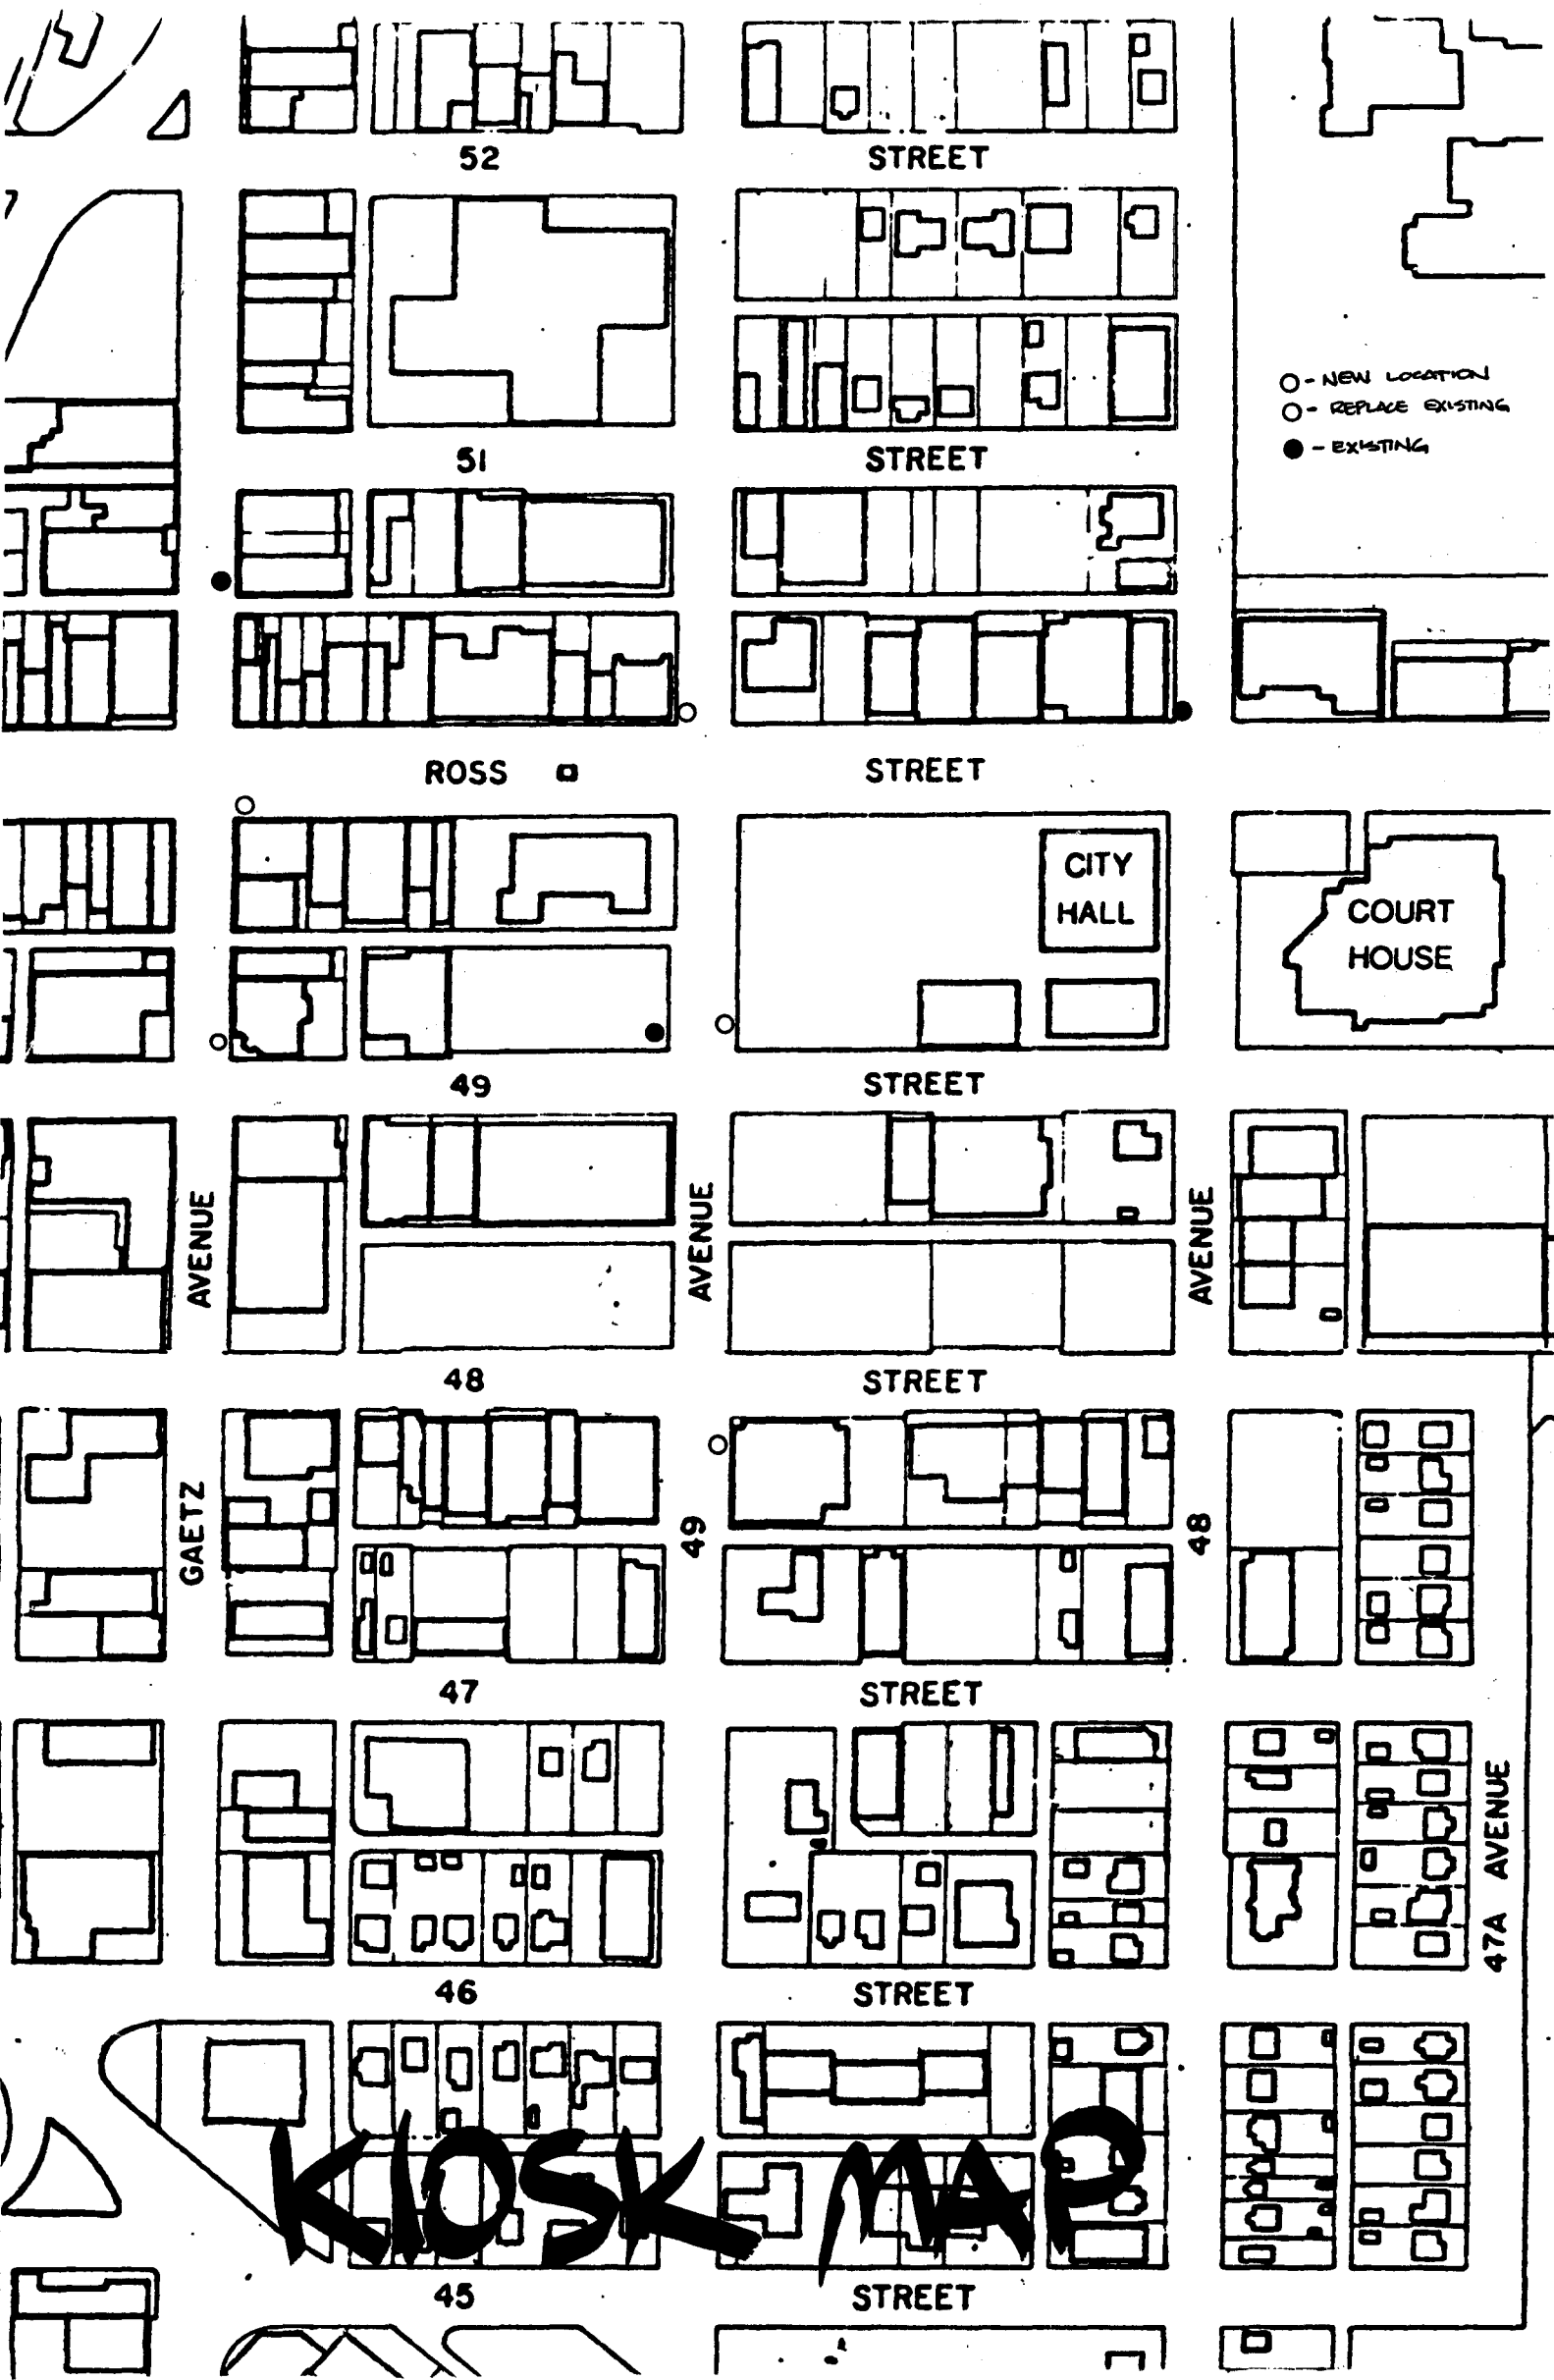 52 STREET
O - NEW LOCATION
O - REPLACE EXISTING
● - EXISTING
51 STREET
ROSS STREET
CITY
HALL
COURT
HOUSE
49 STREET
AVENUE
AVENUE
AVENUE
48 STREET
GAETZ
49
48
47 STREET
47A AVENUE
46 STREET
KIOSK MAP
45 STREET